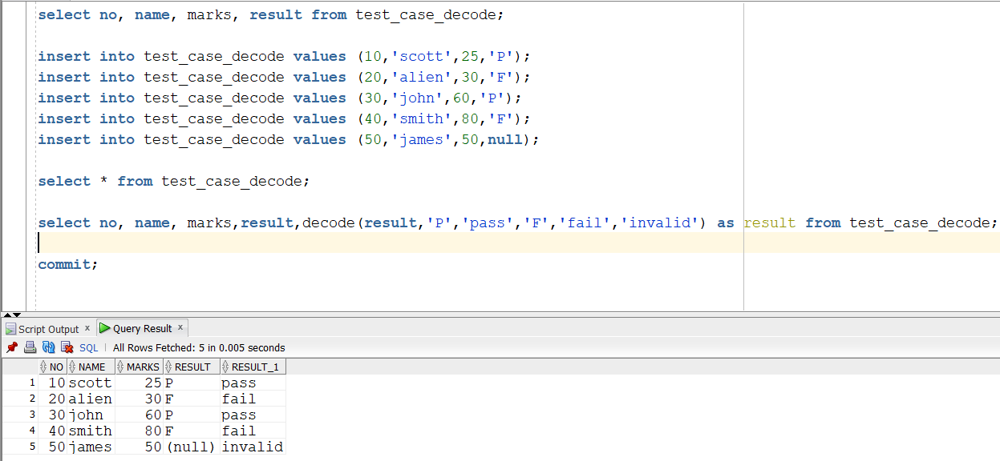 select no, name, marks, result from test_case_decode;
insert into test_case_decode values (10,'scott',25,'P');
insert into test_case_decode values (20,'alien',30,'F');
insert into test_case_decode values (30,'john',60,'P');
insert into test_case_decode values (40,'smith',80,'F');
insert into test_case_decode values (50,'james',50,null);
select * from test_case_decode;
select no, name, marks,result,decode(result,'P','pass','F','fail','invalid') as result from test_case_decode;
commit;
Script Output x Query Result x
SQL | All Rows Fetched: 5 in 0.005 seconds
NO NAME MARKS RESULT RESULT_1
1 10 scott 25 P pass
2 20 alien 30 F fail
3 30 john 60 P pass
4 40 smith 80 F fail
5 50 james 50 (null) invalid